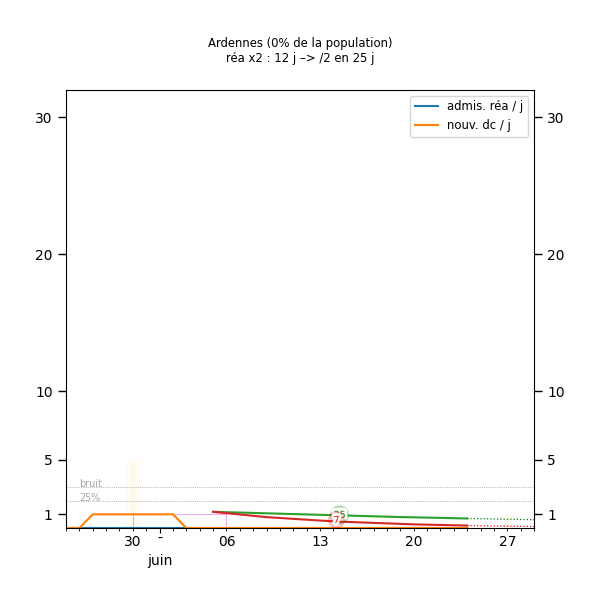 Ardennes (0% de la population)
réa x2 : 12 j –> /2 en 25 j
admis. réa / j
nouv. dc / j
30 30
20 20
10 10
5 5
bruit
25%
1 1
7
30 - 06 13 20 27
juin